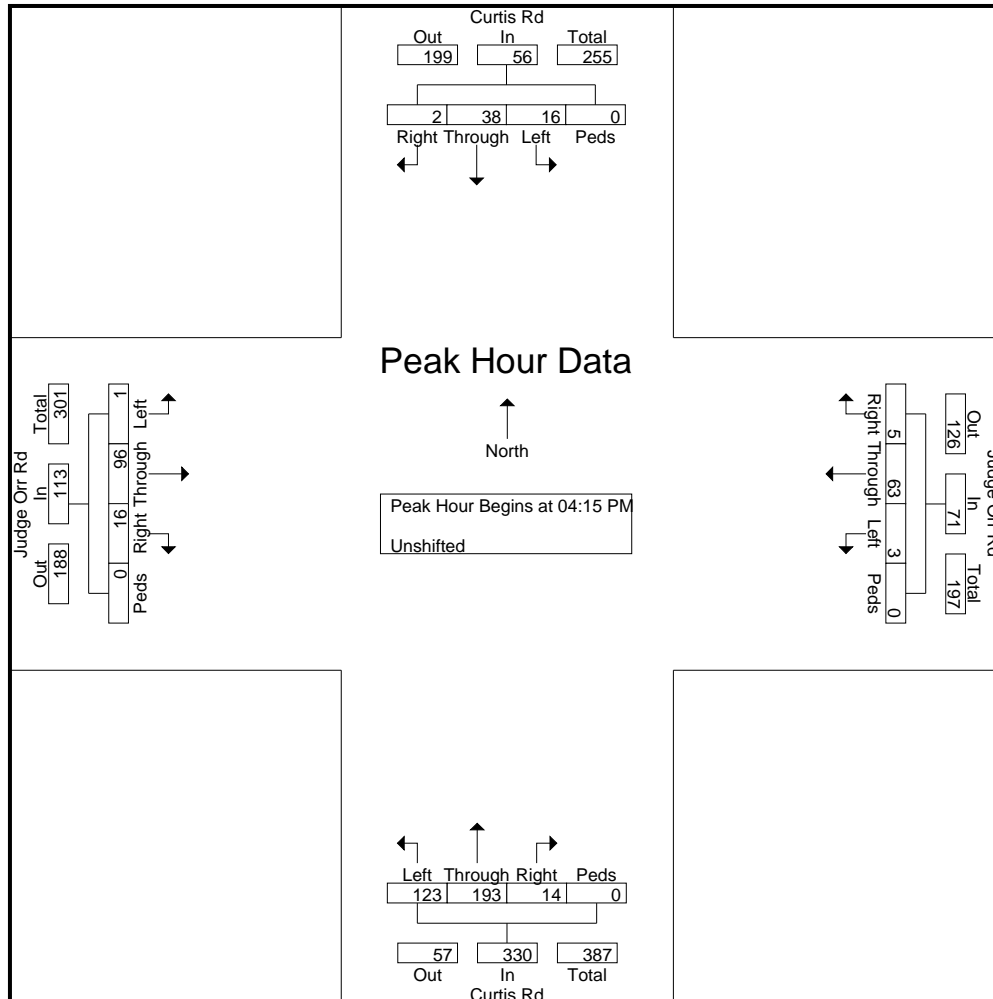 Curtis Rd
Out In Total
199 56 255
2 38 16 0
Right Through Left Peds
Peak Hour Data
North
Peak Hour Begins at 04:15 PM
Unshifted
Judge Orr Rd
Out In Total
188 113 301
Left Through Right Peds
1 96 16 0
Judge Orr Rd
Out In Total
126 71 197
Right Through Left Peds
5 63 3 0
Left Through Right Peds
123 193 14 0
57 330 387
Out In Total
Curtis Rd